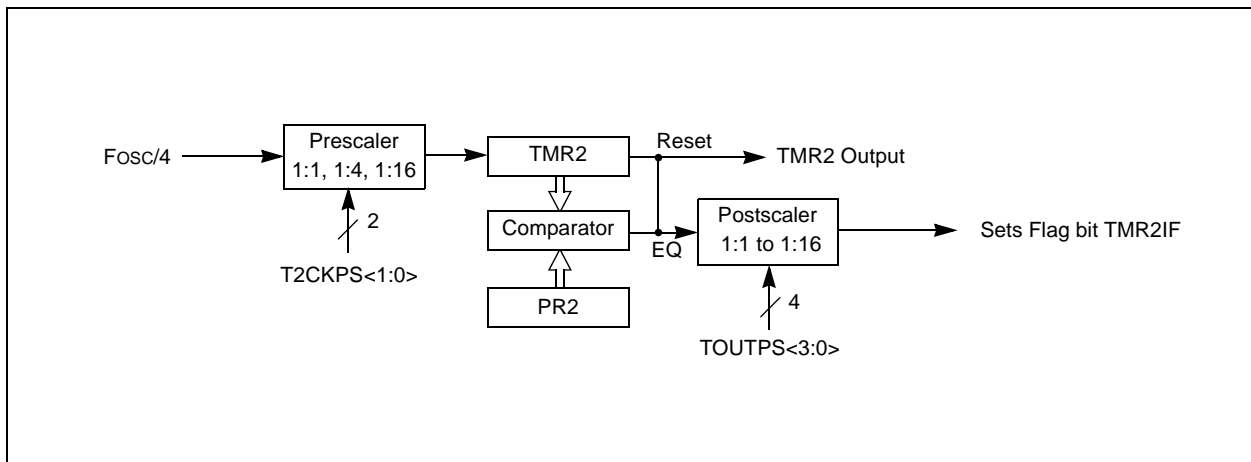 FOSC/4
Prescaler
1:1, 1:4, 1:16
2
T2CKPS<1:0>
TMR2
Comparator
PR2
Reset
TMR2 Output
EQ
Postscaler
1:1 to 1:16
4
TOUTPS<3:0>
Sets Flag bit TMR2IF